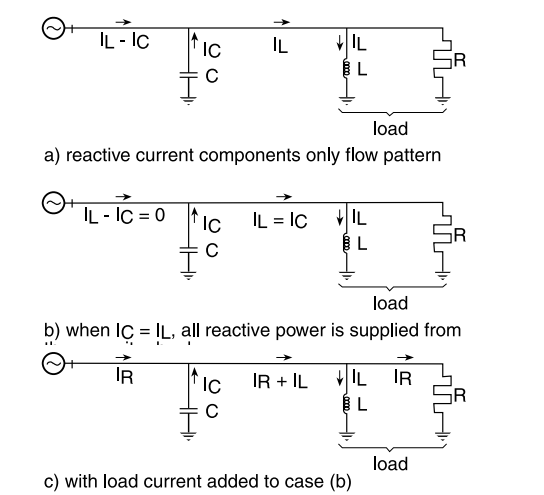 IL - IC IC IL IL R
C L
load
a) reactive current components only flow pattern
IL - IC = 0 IC IL = IC IL R
C L
load
b) when IC = IL, all reactive power is supplied from
IR IC IR + IL IL IR R
C L
load
c) with load current added to case (b)